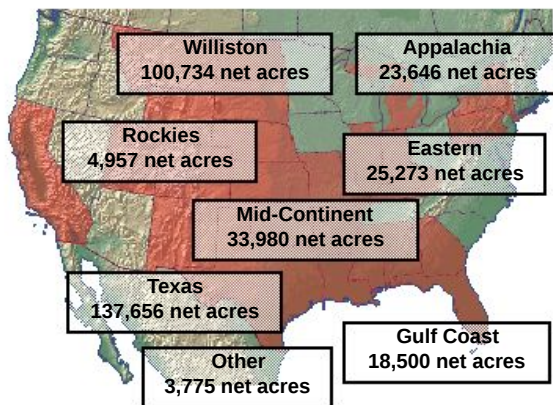 Williston
100,734 net acres
Appalachia
23,646 net acres
Rockies
4,957 net acres
Eastern
25,273 net acres
Mid-Continent
33,980 net acres
Texas
137,656 net acres
Gulf Coast
18,500 net acres
Other
3,775 net acres